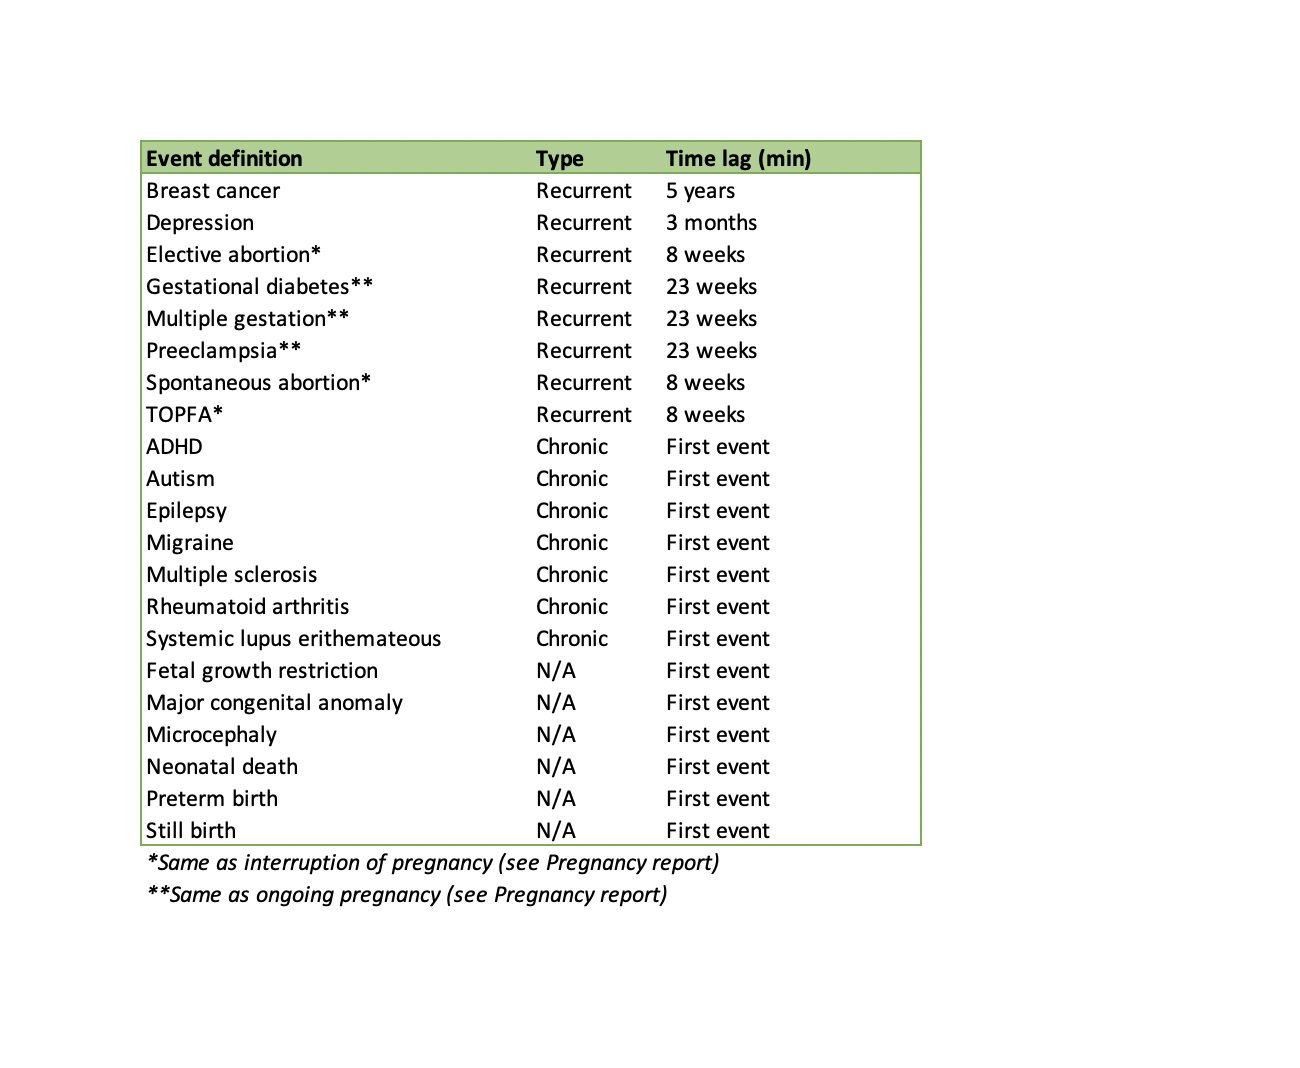 Event definition Type Time lag (min)
Breast cancer Recurrent 5 years
Depression Recurrent 3 months
Elective abortion* Recurrent 8 weeks
Gestational diabetes** Recurrent 23 weeks
Multiple gestation** Recurrent 23 weeks
Preeclampsia** Recurrent 23 weeks
Spontaneous abortion* Recurrent 8 weeks
TOPFA* Recurrent 8 weeks
ADHD Chronic First event
Autism Chronic First event
Epilepsy Chronic First event
Migraine Chronic First event
Multiple sclerosis Chronic First event
Rheumatoid arthritis Chronic First event
Systemic lupus erithemateous Chronic First event
Fetal growth restriction N/A First event
Major congenital anomaly N/A First event
Microcephaly N/A First event
Neonatal death N/A First event
Preterm birth N/A First event
Still birth N/A First event
*Same as interruption of pregnancy (see Pregnancy report)
**Same as ongoing pregnancy (see Pregnancy report)